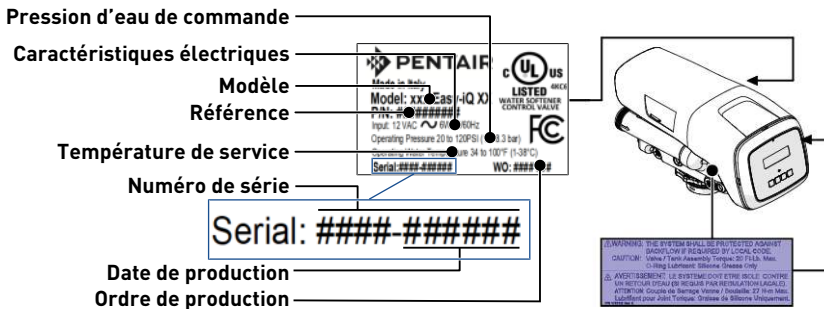 Pression d'eau de commande
Caractéristiques électriques
Modèle
Référence
Température de service
Numéro de série
Date de production
Ordre de production
PENTAIR
Made in Italy
Model: xx Easy-iQ XX
P/N: ##########
Input: 12 VAC ~ 6V /60Hz
Operating Pressure 20 to 120PSI ( 8.3 bar)
Operating Water Temperature 34 to 100°F (1-38°C)
Serial:####-######
WO: #######
c UL us
LISTED 4KC6
WATER SOFTENER
CONTROL VALVE
FC
Serial: ####-######
WARNING: THE SYSTEM SHALL BE PROTECTED AGAINST
BACKFLOW IF REQUIRED BY LOCAL CODE.
CAUTION: Valve / Tank Assembly Torque: 20 Ft-Lb. Max.
O-Ring Lubricant: Silicone Grease Only
AVERTISSEMENT: LE SYSTEME DOIT ETRE ISOLE CONTRE
UN RETOUR D'EAU (SI REQUIS PAR REGULATION LACALE).
ATTENTION: Couple de Serrage Vanne / Bouteille: 27 N-m Max.
Lubrifiant pour Joint Torique: Graisse de Silicone Uniquement.